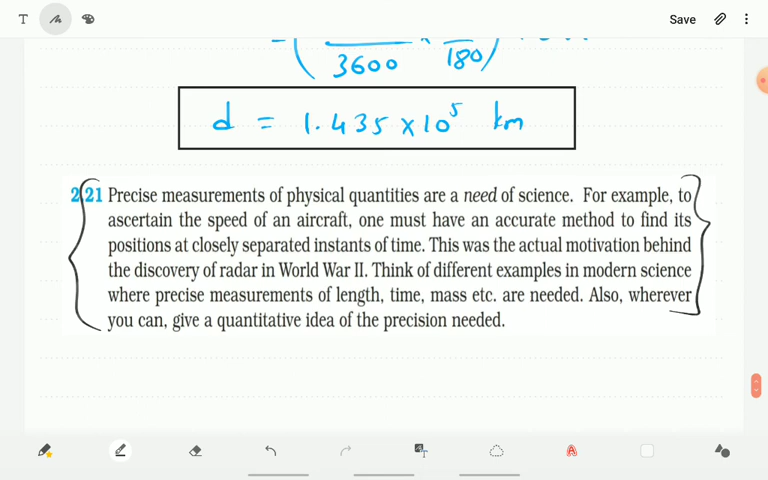 T
Save
3600
180
d = 1.435 × 10⁵ km
2.21 Precise measurements of physical quantities are a need of science. For example, to
ascertain the speed of an aircraft, one must have an accurate method to find its
positions at closely separated instants of time. This was the actual motivation behind
the discovery of radar in World War II. Think of different examples in modern science
where precise measurements of length, time, mass etc. are needed. Also, wherever
you can, give a quantitative idea of the precision needed.
A